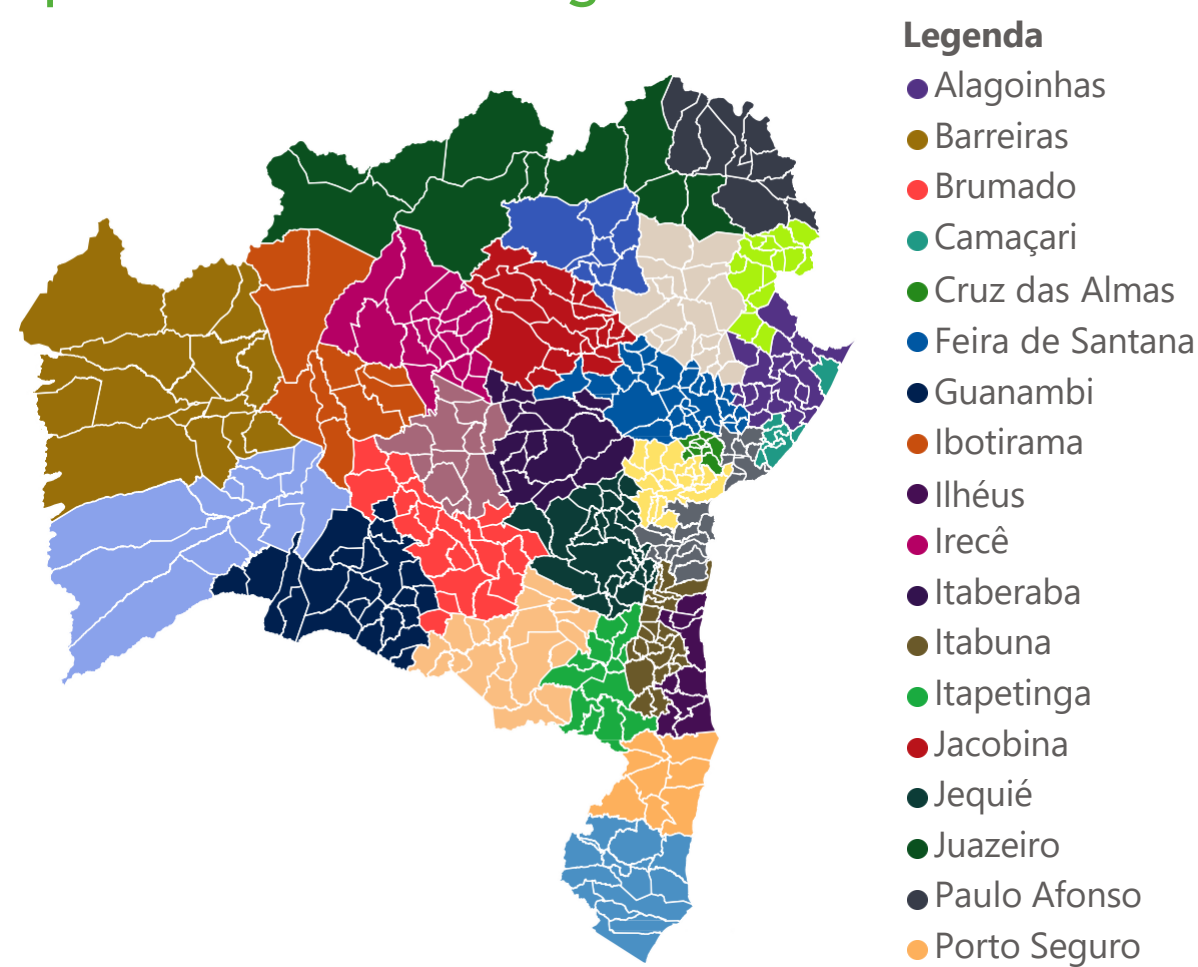 Legenda
Alagoinhas
Barreiras
Brumado
Camaçari
Cruz das Almas
Feira de Santana
Guanambi
Ibotirama
Ilhéus
Irecê
Itaberaba
Itabuna
Itapetinga
Jacobina
Jequié
Juazeiro
Paulo Afonso
Porto Seguro